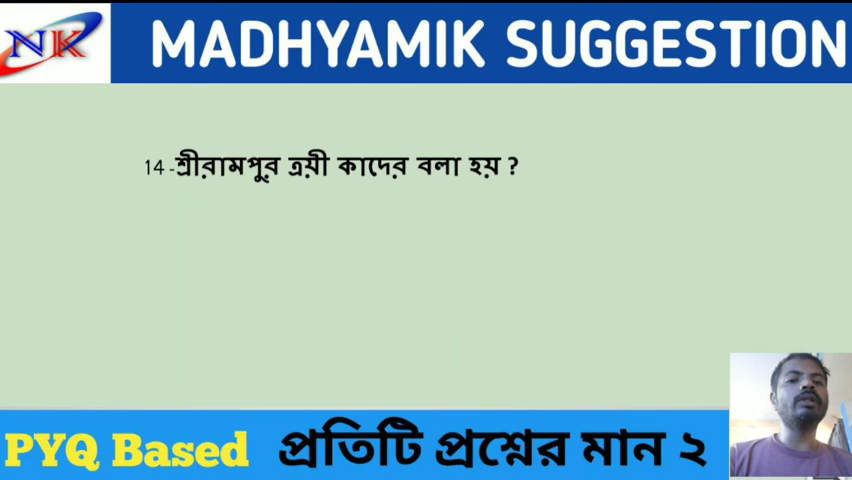 NK MADHYAMIK SUGGESTION
14 -শ্রীরামপুর ত্রয়ী কাদের বলা হয় ?
PYQ Based প্রতিটি প্রশ্নের মান ২